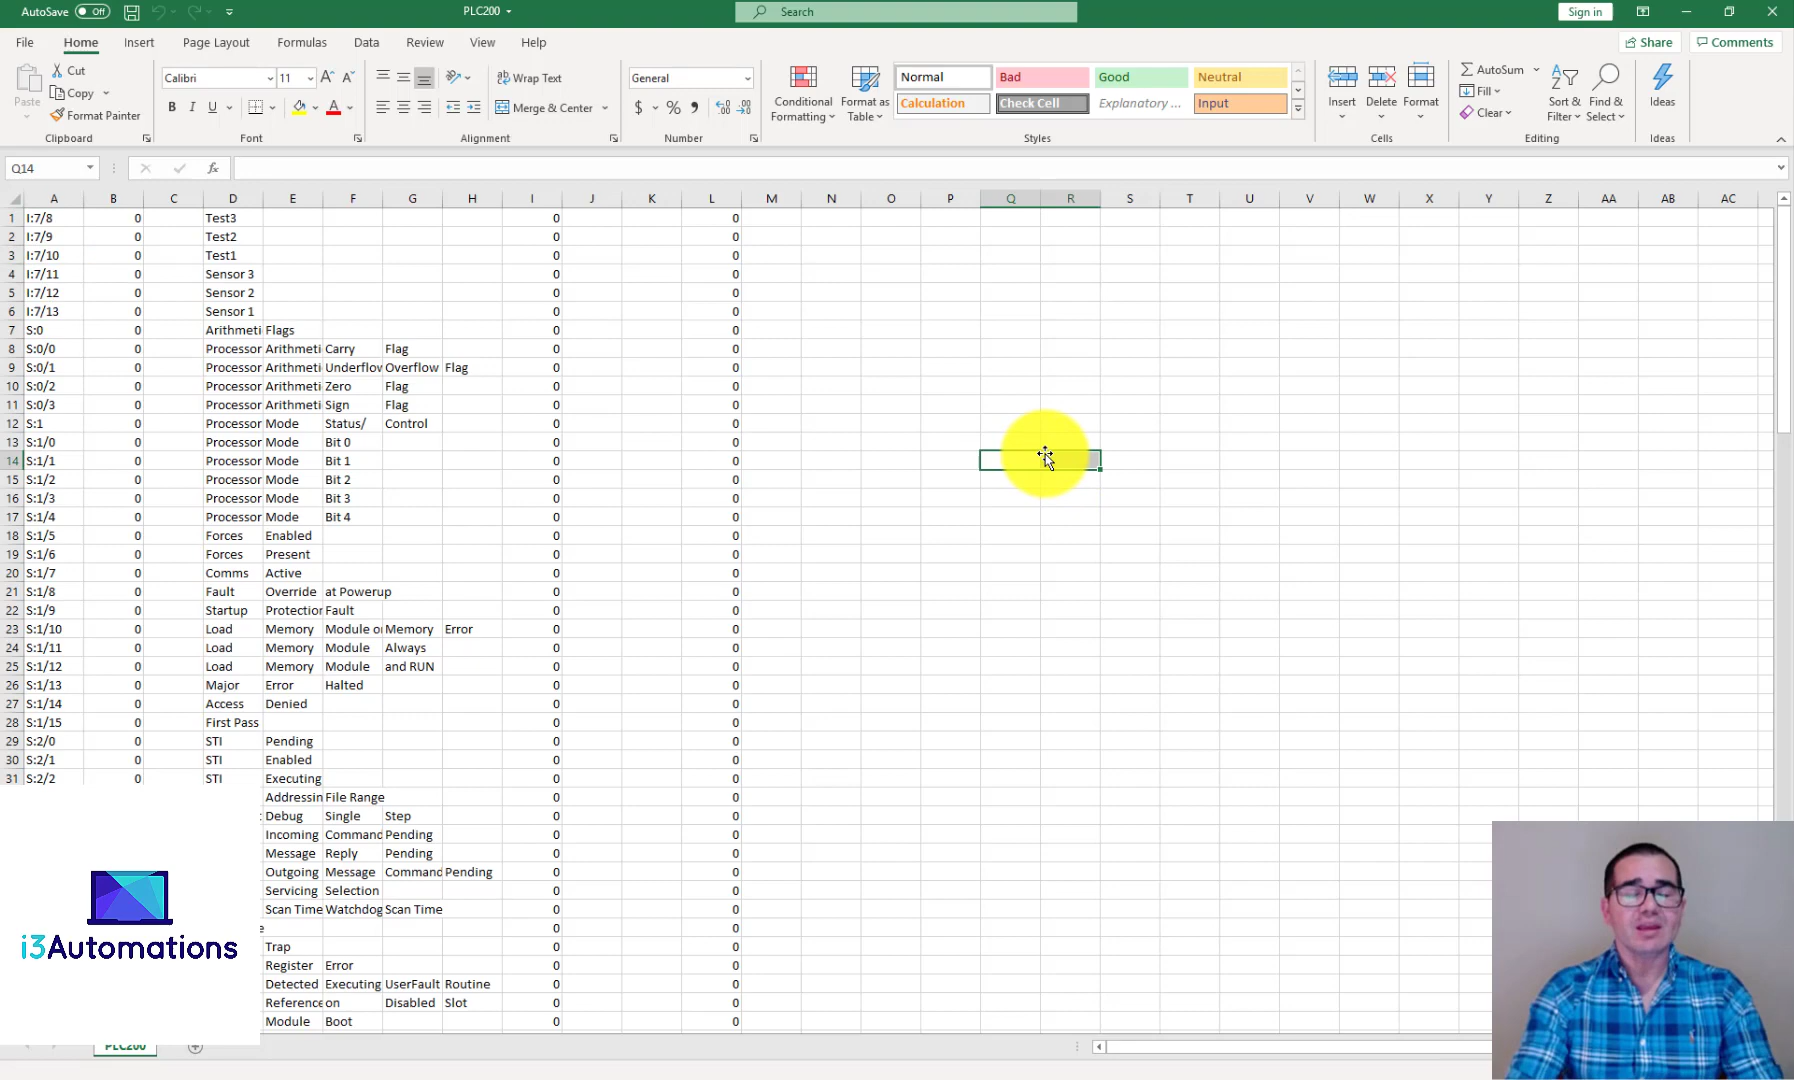 AutoSave Off PLC200 Search Sign in
File Home Insert Page Layout Formulas Data Review View Help Share Comments
Cut Calibri 11 Wrap Text General Normal Bad Good Neutral AutoSum
Paste Copy Conditional Format as Insert Delete Format Fill Sort & Find & Ideas
Format Painter B I U Merge & Center $ % Formatting Table Calculation Check Cell Explanatory ... Input Clear Filter Select
Clipboard Font Alignment Number Styles Cells Editing Ideas
Q14 fx
A B C D E F G H I J K L M N O P Q R S T U V W X Y Z AA AB AC
1 I:7/8 0 Test3 0 0
2 I:7/9 0 Test2 0 0
3 I:7/10 0 Test1 0 0
4 I:7/11 0 Sensor 3 0 0
5 I:7/12 0 Sensor 2 0 0
6 I:7/13 0 Sensor 1 0 0
7 S:0 0 Arithmeti Flags 0 0
8 S:0/0 0 Processor Arithmeti Carry Flag 0 0
9 S:0/1 0 Processor Arithmeti Underflow Overflow Flag 0 0
10 S:0/2 0 Processor Arithmeti Zero Flag 0 0
11 S:0/3 0 Processor Arithmeti Sign Flag 0 0
12 S:1 0 Processor Mode Status/ Control 0 0
13 S:1/0 0 Processor Mode Bit 0 0 0
14 S:1/1 0 Processor Mode Bit 1 0 0
15 S:1/2 0 Processor Mode Bit 2 0 0
16 S:1/3 0 Processor Mode Bit 3 0 0
17 S:1/4 0 Processor Mode Bit 4 0 0
18 S:1/5 0 Forces Enabled 0 0
19 S:1/6 0 Forces Present 0 0
20 S:1/7 0 Comms Active 0 0
21 S:1/8 0 Fault Override at Powerup 0 0
22 S:1/9 0 Startup Protection Fault 0 0
23 S:1/10 0 Load Memory Module or Memory Error 0 0
24 S:1/11 0 Load Memory Module Always 0 0
25 S:1/12 0 Load Memory Module and RUN 0 0
26 S:1/13 0 Major Error Halted 0 0
27 S:1/14 0 Access Denied 0 0
28 S:1/15 0 First Pass 0 0
29 S:2/0 0 STI Pending 0 0
30 S:2/1 0 STI Enabled 0 0
31 S:2/2 0 STI Executing 0 0
Addressin File Range 0 0
Debug Single Step 0 0
Incoming Command Pending 0 0
Message Reply Pending 0 0
Outgoing Message Command Pending 0 0
Servicing Selection 0 0
Scan Time Watchdog Scan Time 0 0
e 0 0
Trap 0 0
Register Error 0 0
Detected Executing UserFault Routine 0 0
Reference on Disabled Slot 0 0
Module Boot 0 0
i3Automations
PLC200